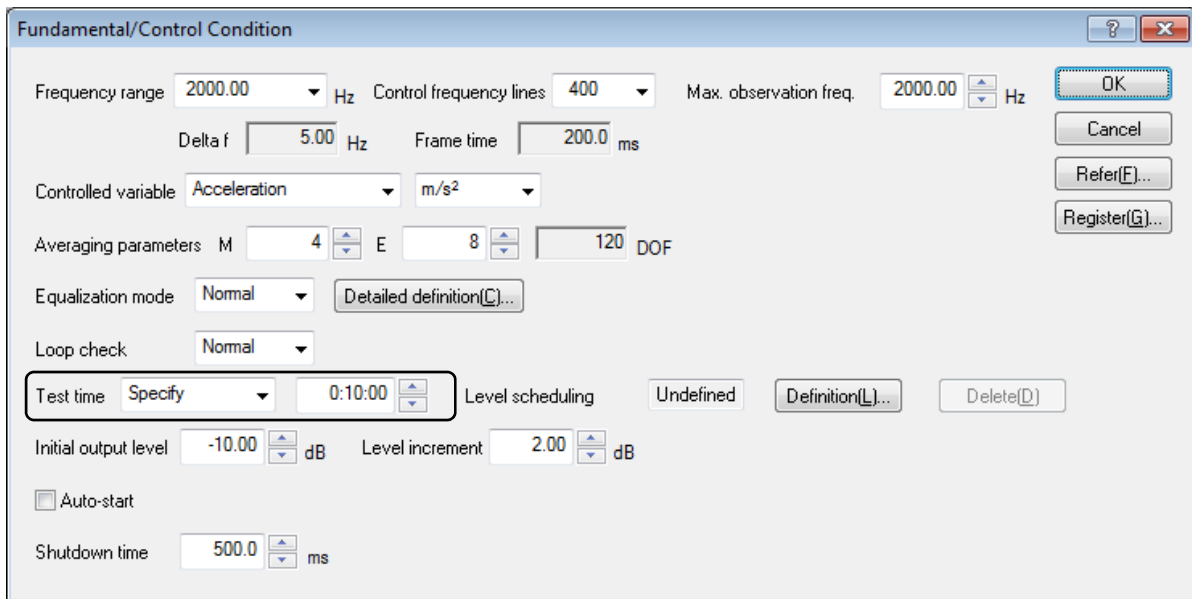 Fundamental/Control Condition ?
Frequency range 2000.00 Hz Control frequency lines 400 Max. observation freq. 2000.00 Hz OK
Delta f 5.00 Hz Frame time 200.0 ms Cancel
Controlled variable Acceleration m/s² Refer(F)...
Averaging parameters M 4 E 8 120 DOF Register(G)...
Equalization mode Normal Detailed definition(C)...
Loop check Normal
Test time Specify 0:10:00 Level scheduling Undefined Definition(L)... Delete(D)
Initial output level -10.00 dB Level increment 2.00 dB
Auto-start
Shutdown time 500.0 ms